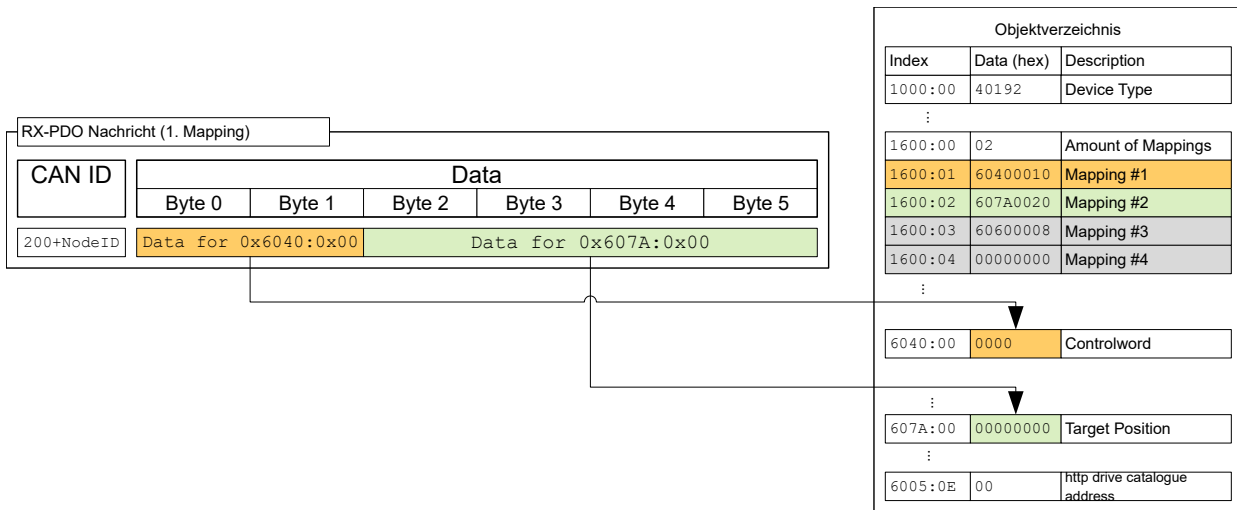 RX-PDO Nachricht (1. Mapping)
CAN ID
Data
Byte 0 Byte 1 Byte 2 Byte 3 Byte 4 Byte 5
200+NodeID Data for 0x6040:0x00 Data for 0x607A:0x00
Objektverzeichnis
Index Data (hex) Description
1000:00 40192 Device Type
⋮
1600:00 02 Amount of Mappings
1600:01 60400010 Mapping #1
1600:02 607A0020 Mapping #2
1600:03 60600008 Mapping #3
1600:04 00000000 Mapping #4
⋮
6040:00 0000 Controlword
⋮
607A:00 00000000 Target Position
⋮
6005:0E 00 http drive catalogue
address